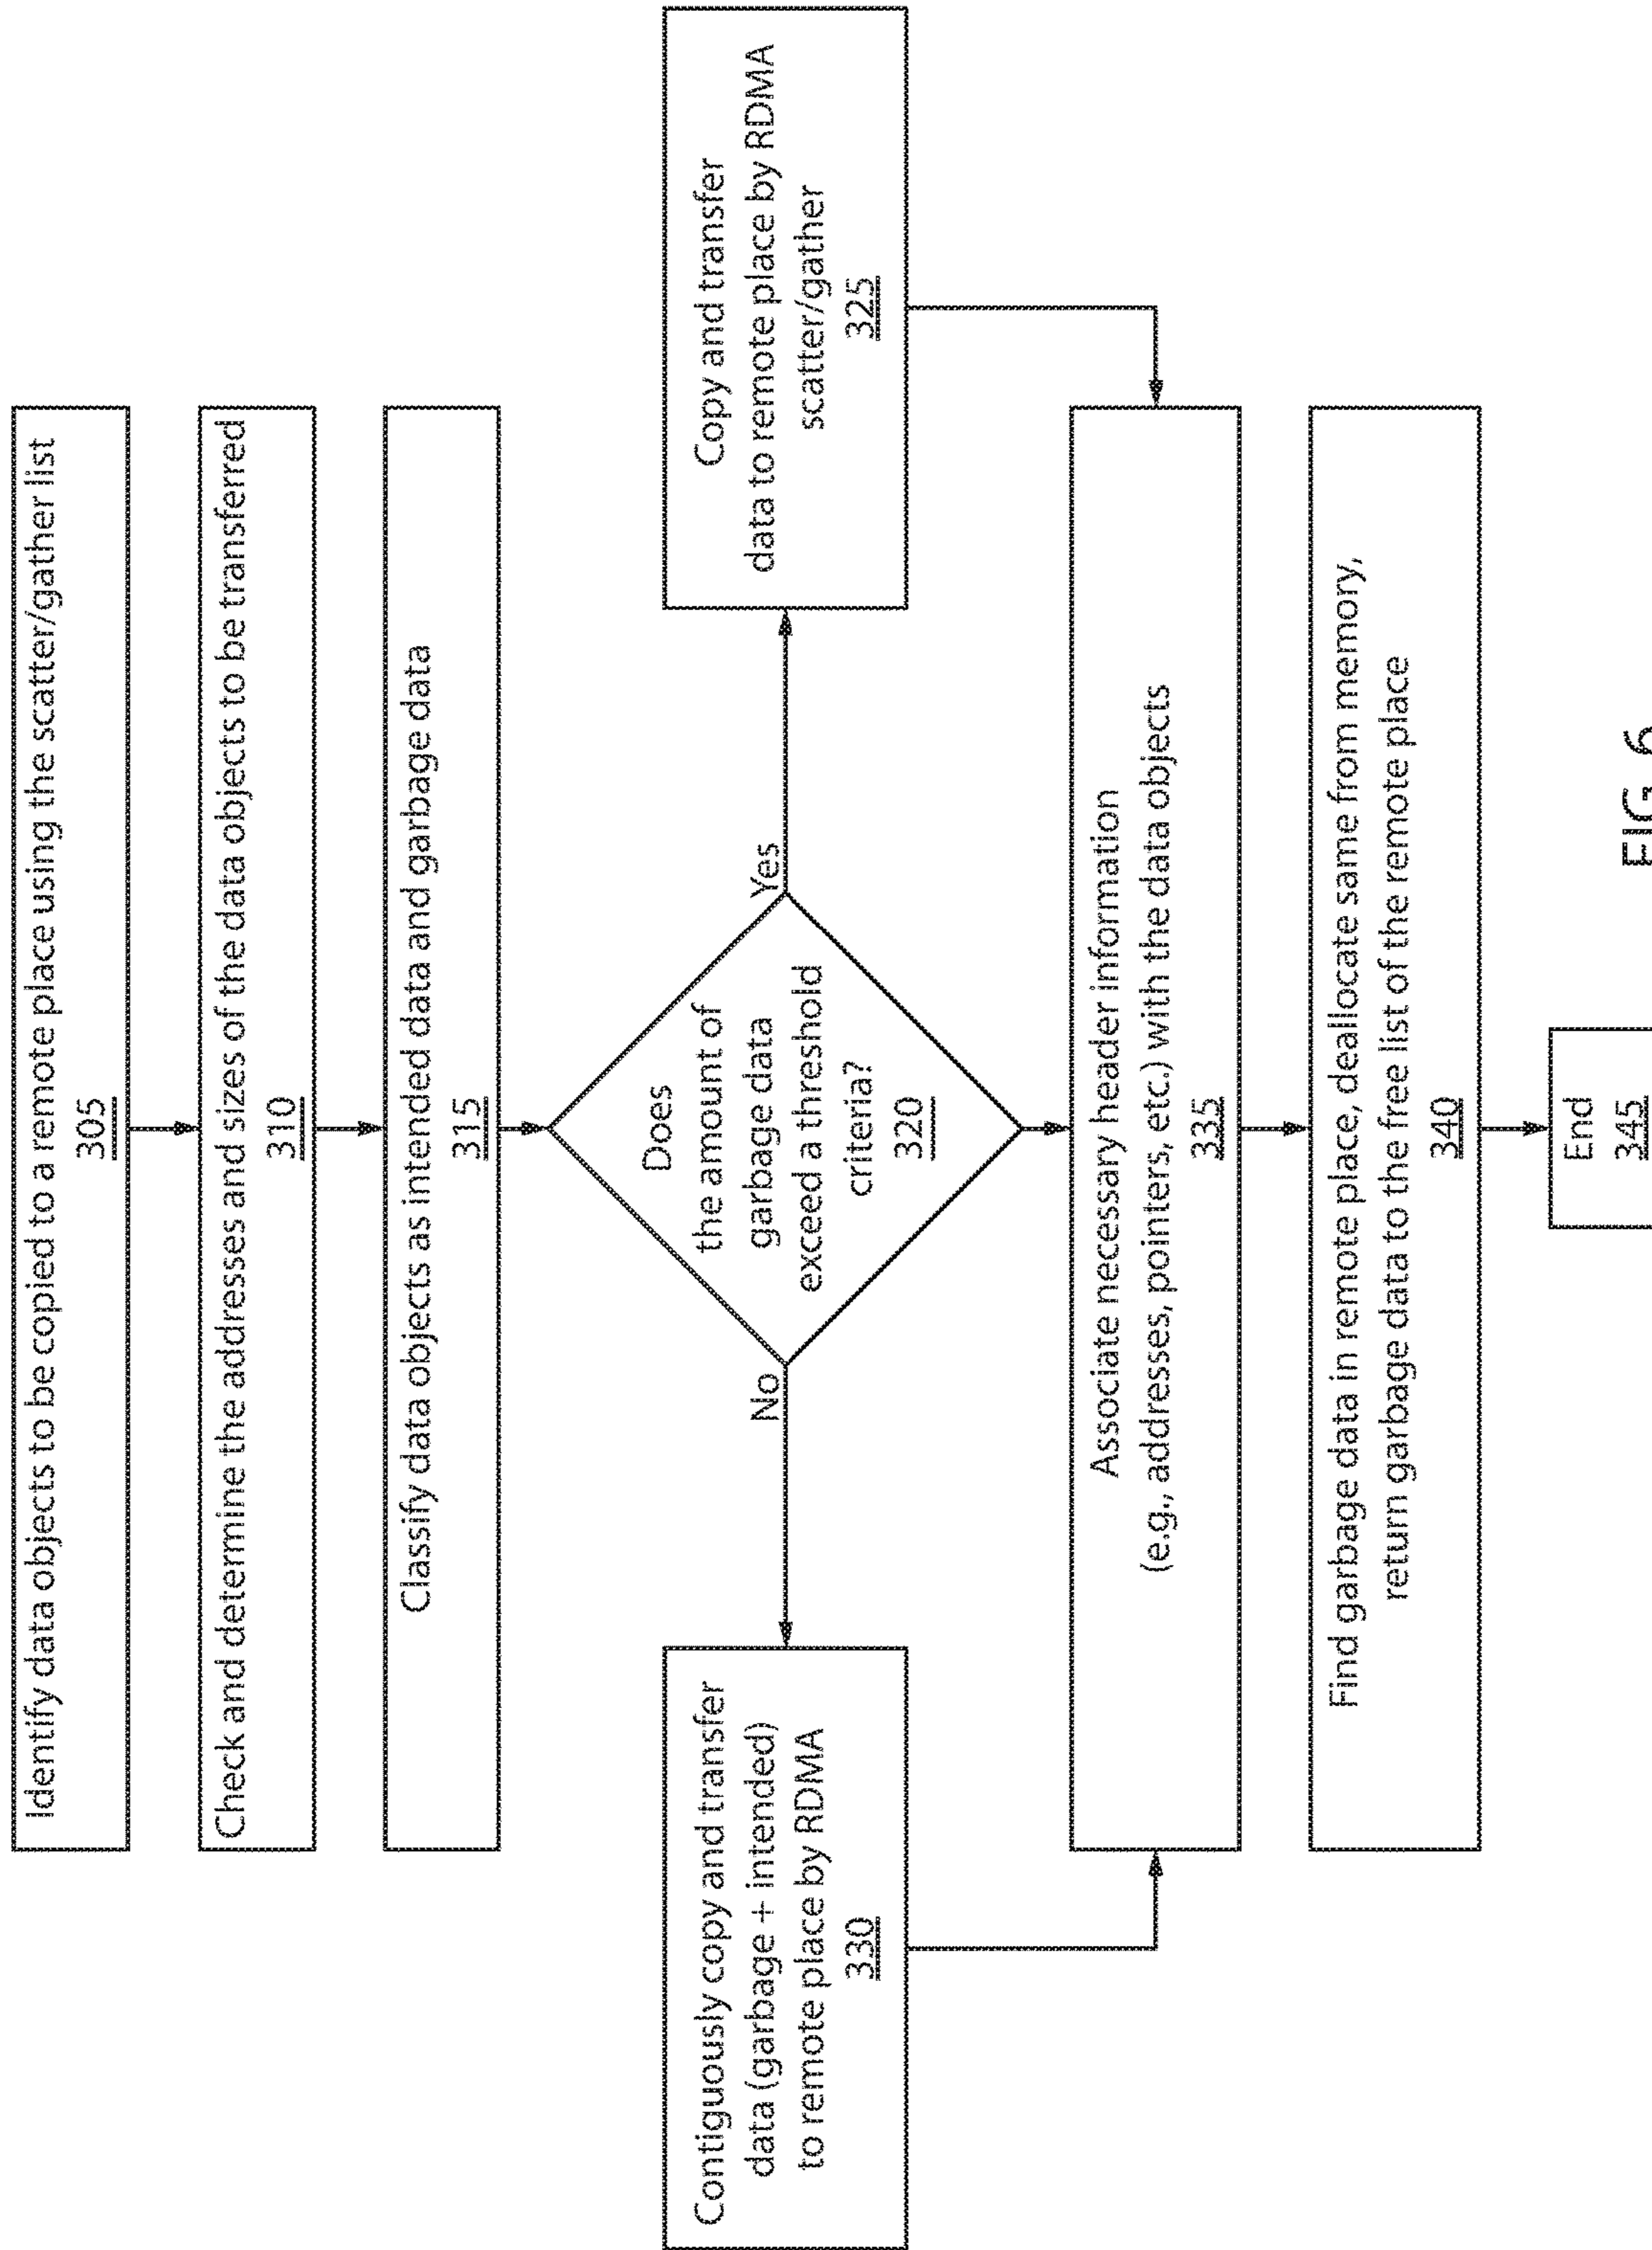 Identify data objects to be copied to a remote place using the scatter/gather list
305
Check and determine the addresses and sizes of the data objects to be transferred
310
Classify data objects as intended data and garbage data
315
Does
the amount of
garbage data
exceed a threshold
criteria?
320
No
Yes
Contiguously copy and transfer
data (garbage + intended)
to remote place by RDMA
330
Copy and transfer
data to remote place by RDMA
scatter/gather
325
Associate necessary header information
(e.g., addresses, pointers, etc.) with the data objects
335
Find garbage data in remote place, deallocate same from memory,
return garbage data to the free list of the remote place
340
End
345
FIG. 6